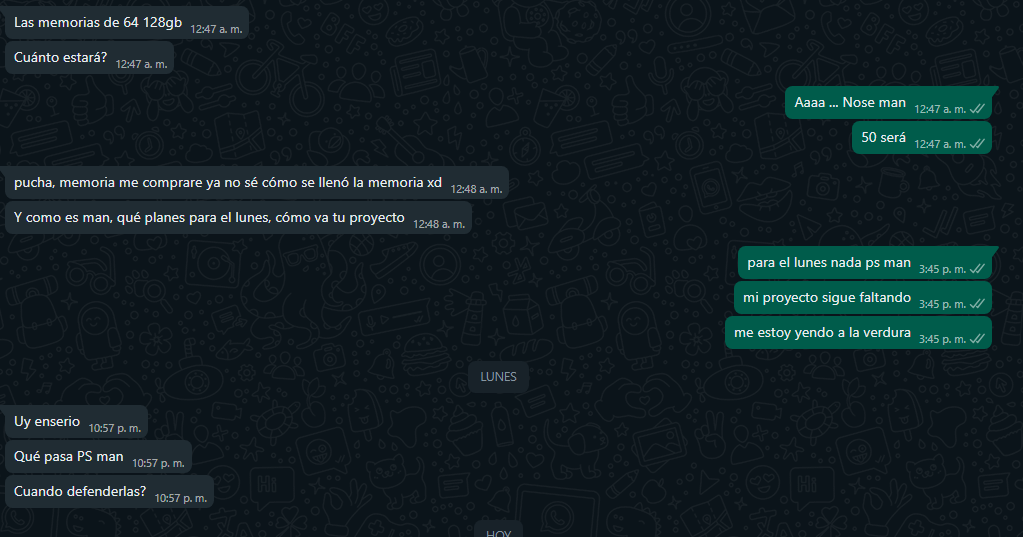 Las memorias de 64 128gb 12:47 a. m.
Cuánto estará? 12:47 a. m.
Aaaa ... Nose man 12:47 a. m.
50 será 12:47 a. m.
pucha, memoria me comprare ya no sé cómo se llenó la memoria xd 12:48 a. m.
Y como es man, qué planes para el lunes, cómo va tu proyecto 12:48 a. m.
para el lunes nada ps man 3:45 p. m.
mi proyecto sigue faltando 3:45 p. m.
me estoy yendo a la verdura 3:45 p. m.
LUNES
Uy enserio 10:57 p. m.
Qué pasa PS man 10:57 p. m.
Cuando defenderlas? 10:57 p. m.
HOY